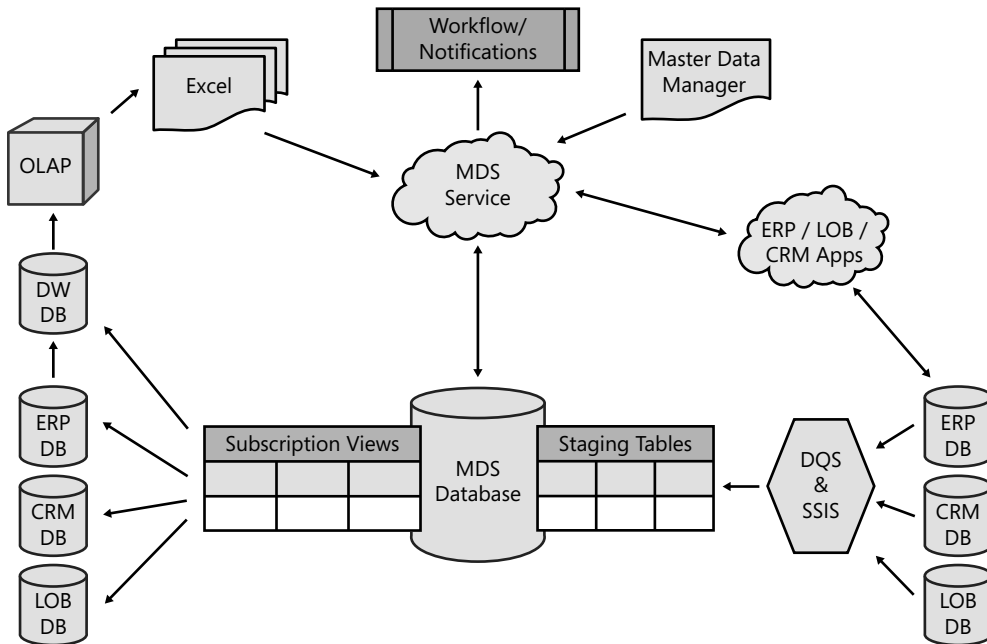 Workflow/
Notifications
Master Data
Manager
Excel
OLAP
MDS
Service
ERP / LOB /
CRM Apps
DW
DB
ERP
DB
CRM
DB
LOB
DB
Subscription Views
MDS
Database
Staging Tables
DQS
&
SSIS
ERP
DB
CRM
DB
LOB
DB